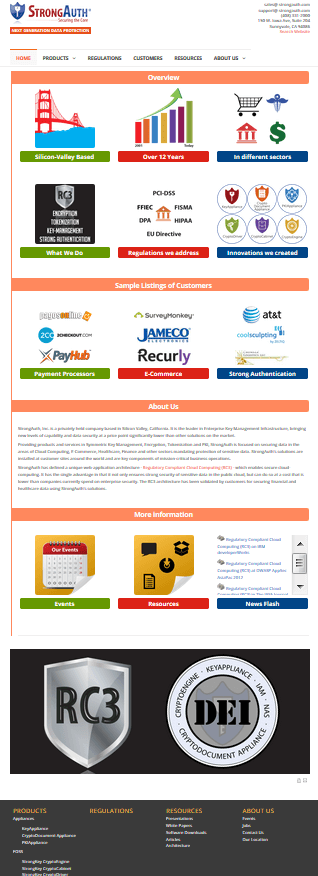 STRONGAUTH
Securing the Core
NEXT GENERATION DATA PROTECTION
sales@strongauth.com
support@strongauth.com
(408) 331-2000
Sunnyvale, CA
Search Website
HOME PRODUCTS REGULATIONS CUSTOMERS RESOURCES ABOUT US
Overview
2001 Today
Silicon-Valley Based Over 12 Years In different sectors
RC3
ENCRYPTION
TOKENIZATION
KEY-MANAGEMENT
STRONG AUTHENTICATION
PCI-DSS
FFIEC FISMA
DPA HIPAA
EU Directive
What We Do Regulations we address Innovations we created
Sample Listings of Customers
SurveyMonkey
at&t
2CO 2CHECKOUT.COM
JAMECO
ELECTRONICS
coolsculpting
PayHub
Recurly
Payment Processors E-Commerce Strong Authentication
About Us
StrongAuth, Inc. is a privately held company based in Silicon Valley, California. It is the leader in Enterprise Key Management Infrastructure, bringing
new levels of capability and data security at a price point significantly lower than other solutions on the market.
Providing products and services in Symmetric Key Management, Encryption, Tokenization and PKI, StrongAuth is focused on securing data in the
areas of Cloud Computing, E-Commerce, Healthcare, Finance and other sectors mandating protection of sensitive data. StrongAuth's solutions are
installed at customer sites around the world and are key components of mission-critical business operations.
StrongAuth has defined a unique web-application architecture - Regulatory Compliant Cloud Computing (RC3) - which enables secure cloud
computing. It has the single advantage in that it not only ensures strong security of sensitive data in the public cloud, but can do so at a cost that is
lower than companies currently spend on enterprise security. The RC3 architecture has been validated by customers for securing financial and
healthcare data using StrongAuth's solutions.
More Information
Our Events
Regulatory Compliant Cloud
Computing (RC3) on IBM
developerWorks
Regulatory Compliant Cloud
Computing (RC3) at OWASP AppSec
AsiaPac 2012
Regulatory Compliant Cloud
Events Resources News Flash
RC3
CRYPTOENGINE · KEYAPPLIANCE · IAM · NAS
DEI
CRYPTODOCUMENT APPLIANCE
PRODUCTS REGULATIONS RESOURCES ABOUT US
Appliances
KeyAppliance
CryptoDocument Appliance
PKIAppliance
FOSS
StrongKey CryptoEngine
StrongKey CryptoCabinet
Presentations
White Papers
Software Downloads
Articles
Architecture
Events
Jobs
Contact Us
Our Location